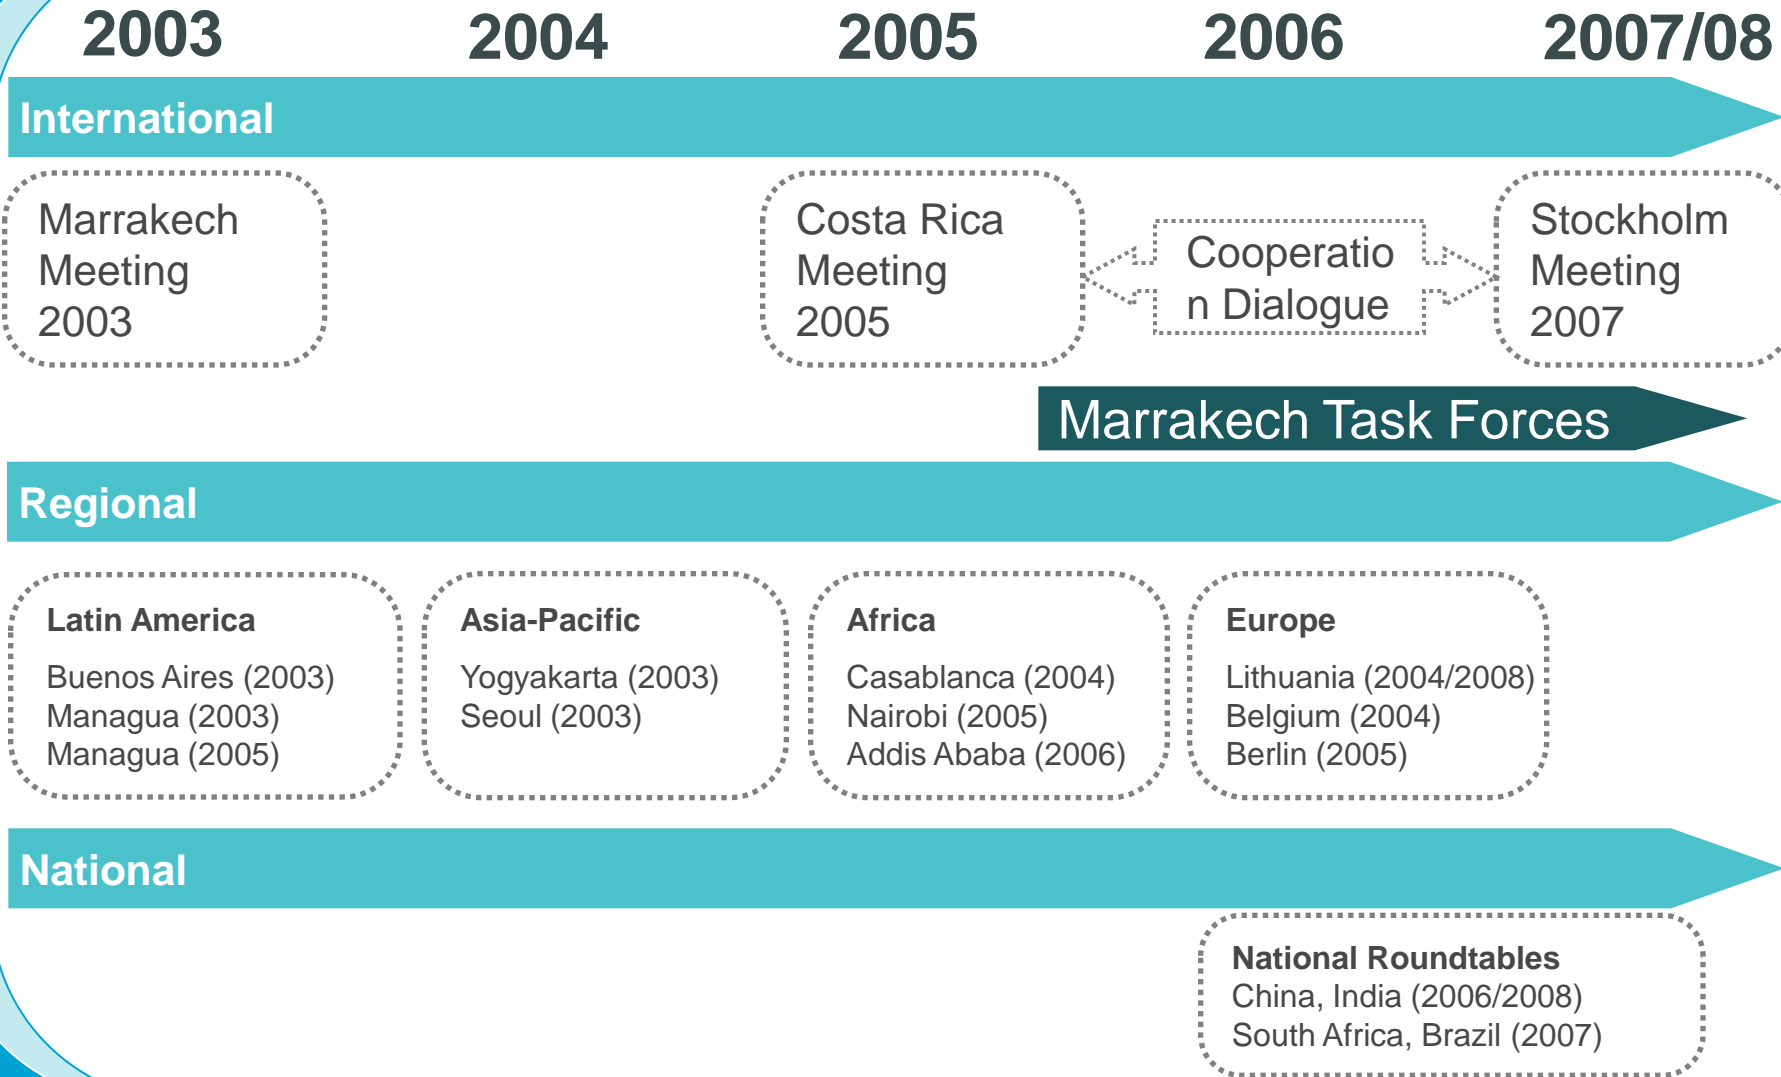 2003 2004 2005 2006 2007/08
International
Marrakech
Meeting
2003
Costa Rica
Meeting
2005
Cooperatio
n Dialogue
Stockholm
Meeting
2007
Marrakech Task Forces
Regional
Latin America
Buenos Aires (2003)
Managua (2003)
Managua (2005)
Asia-Pacific
Yogyakarta (2003)
Seoul (2003)
Africa
Casablanca (2004)
Nairobi (2005)
Addis Ababa (2006)
Europe
Lithuania (2004/2008)
Belgium (2004)
Berlin (2005)
National
National Roundtables
China, India (2006/2008)
South Africa, Brazil (2007)